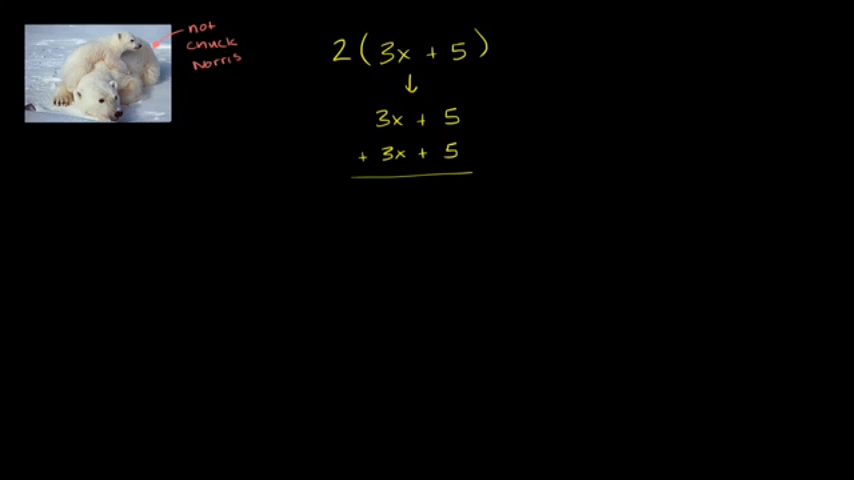 not
chuck
Norris
2(3x + 5)
↓
3x + 5
+ 3x + 5